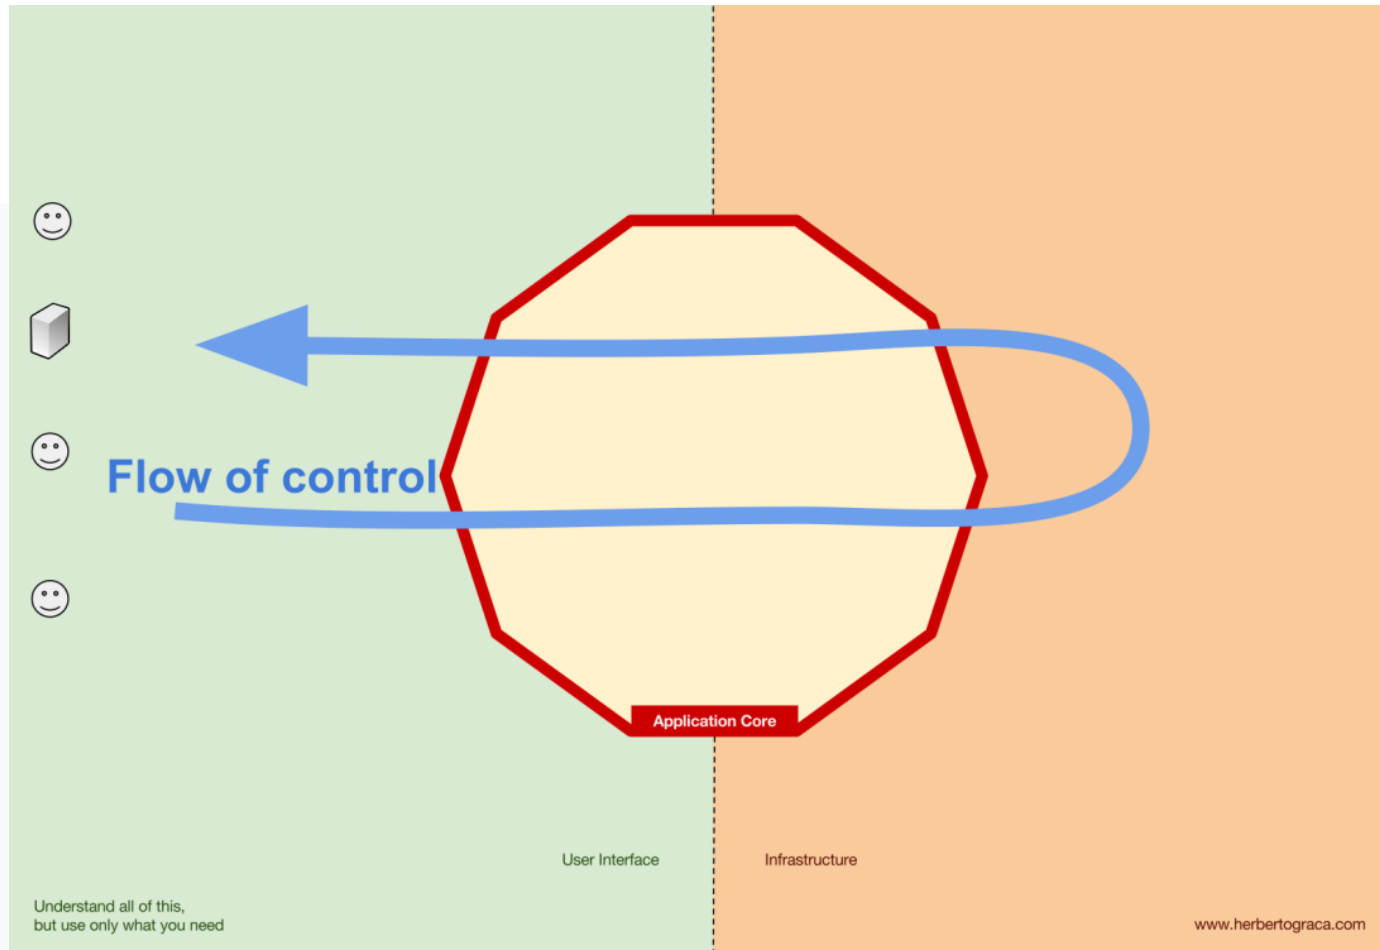 Flow of control
Application Core
User Interface
Infrastructure
Understand all of this,
but use only what you need
www.herbertograca.com